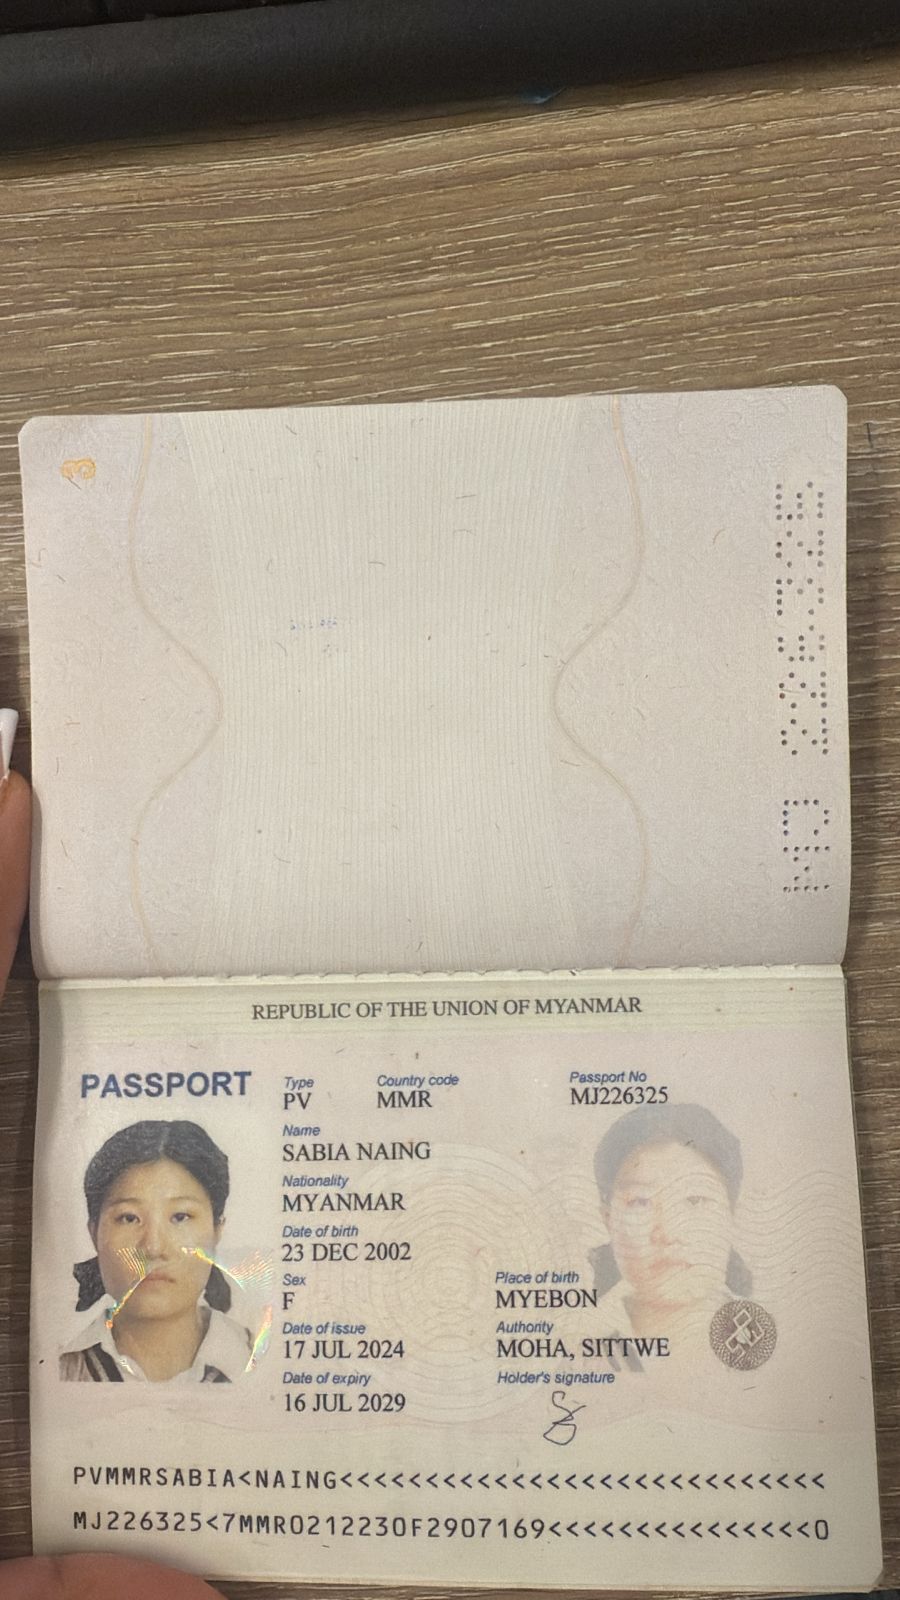 3
REPUBLIC OF THE UNION OF MYANMAR
PASSPORT
Type Country code Passport No
PV MMR MJ226325
Name
SABIA NAING
Nationality
MYANMAR
Date of birth
23 DEC 2002
Sex Place of birth
F MYEBON
Date of issue Authority
17 JUL 2024 MOHA, SITTWE
Date of expiry Holder's signature
16 JUL 2029
PVMMRSABIA<NAING<<<<<<<<<<<<<<<<<<<<<<<<<<<<
MJ226325<7MMR0212230F2907169<<<<<<<<<<<<<<<0